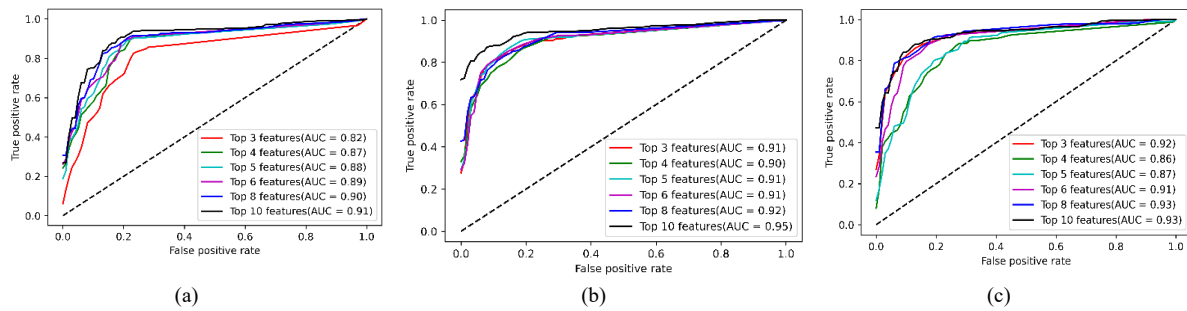 True positive rate
1.0
0.8
0.6
0.4
0.2
0.0
Top 3 features(AUC = 0.82)
Top 4 features(AUC = 0.87)
Top 5 features(AUC = 0.88)
Top 6 features(AUC = 0.89)
Top 8 features(AUC = 0.90)
Top 10 features(AUC = 0.91)
0.0 0.2 0.4 0.6 0.8 1.0
False positive rate
(a)
True positive rate
1.0
0.8
0.6
0.4
0.2
0.0
Top 3 features(AUC = 0.91)
Top 4 features(AUC = 0.90)
Top 5 features(AUC = 0.91)
Top 6 features(AUC = 0.91)
Top 8 features(AUC = 0.92)
Top 10 features(AUC = 0.95)
0.0 0.2 0.4 0.6 0.8 1.0
False positive rate
(b)
True positive rate
1.0
0.8
0.6
0.4
0.2
0.0
Top 3 features(AUC = 0.92)
Top 4 features(AUC = 0.86)
Top 5 features(AUC = 0.87)
Top 6 features(AUC = 0.91)
Top 8 features(AUC = 0.93)
Top 10 features(AUC = 0.93)
0.0 0.2 0.4 0.6 0.8 1.0
False positive rate
(c)